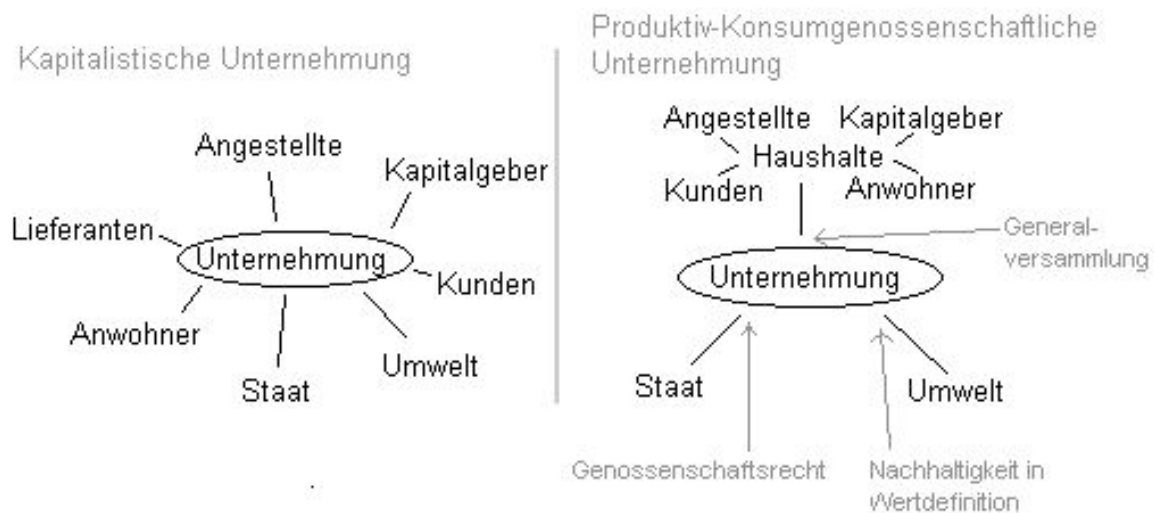 Kapitalistische Unternehmung
Angestellte
Kapitalgeber
Lieferanten
Unternehmung
Kunden
Anwohner
Umwelt
Staat
Produktiv-Konsumgenossenschaftliche
Unternehmung
Angestellte Kapitalgeber
Haushalte
Kunden Anwohner
General-
versammlung
Unternehmung
Staat
Umwelt
Genossenschaftsrecht
Nachhaltigkeit in
Wertdefinition